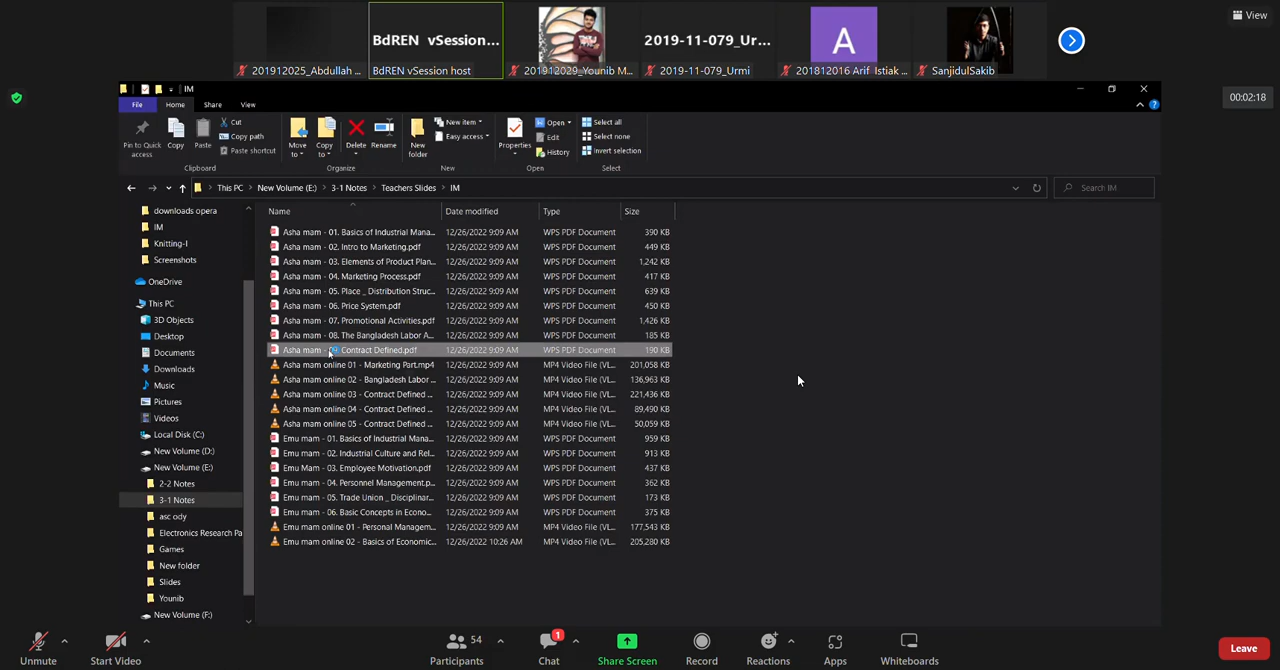 BdREN vSession...
2019-11-079_Ur...
A
View
201912025_Abdullah ...
BdREN vSession host
201912029_Younib M...
2019-11-079_Urmi
201812016 Arif Istiak ...
SanjidulSakib
IM
00:02:18
File
Home
Share
View
Pin to Quick access
Copy
Paste
Cut
Copy path
Paste shortcut
Move to
Copy to
Delete
Rename
New folder
New item
Easy access
Properties
Open
Edit
History
Select all
Select none
Invert selection
Clipboard
Organize
New
Open
Select
This PC > New Volume (E:) > 3-1 Notes > Teachers Slides > IM
Search IM
downloads opera
IM
Knitting-I
Screenshots
OneDrive
This PC
3D Objects
Desktop
Documents
Downloads
Music
Pictures
Videos
Local Disk (C:)
New Volume (D:)
New Volume (E:)
2-2 Notes
3-1 Notes
asc ody
Electronics Research Pa
Games
New folder
Slides
Younib
New Volume (F:)
Name Date modified Type Size
Asha mam - 01. Basics of Industrial Mana... 12/26/2022 9:09 AM WPS PDF Document 390 KB
Asha mam - 02. Intro to Marketing.pdf 12/26/2022 9:09 AM WPS PDF Document 449 KB
Asha mam - 03. Elements of Product Plan... 12/26/2022 9:09 AM WPS PDF Document 1,242 KB
Asha mam - 04. Marketing Process.pdf 12/26/2022 9:09 AM WPS PDF Document 417 KB
Asha mam - 05. Place _ Distribution Struc... 12/26/2022 9:09 AM WPS PDF Document 639 KB
Asha mam - 06. Price System.pdf 12/26/2022 9:09 AM WPS PDF Document 450 KB
Asha mam - 07. Promotional Activities.pdf 12/26/2022 9:09 AM WPS PDF Document 1,426 KB
Asha mam - 08. The Bangladesh Labor A... 12/26/2022 9:09 AM WPS PDF Document 185 KB
Asha mam - 09. Contract Defined.pdf 12/26/2022 9:09 AM WPS PDF Document 190 KB
Asha mam online 01 - Marketing Part.mp4 12/26/2022 9:09 AM MP4 Video File (VL... 201,058 KB
Asha mam online 02 - Bangladesh Labor ... 12/26/2022 9:09 AM MP4 Video File (VL... 136,963 KB
Asha mam online 03 - Contract Defined ... 12/26/2022 9:09 AM MP4 Video File (VL... 221,436 KB
Asha mam online 04 - Contract Defined ... 12/26/2022 9:09 AM MP4 Video File (VL... 89,490 KB
Asha mam online 05 - Contract Defined ... 12/26/2022 9:09 AM MP4 Video File (VL... 50,059 KB
Emu mam - 01. Basics of Industrial Mana... 12/26/2022 9:09 AM WPS PDF Document 959 KB
Emu mam - 02. Industrial Culture and Rel... 12/26/2022 9:09 AM WPS PDF Document 913 KB
Emu Mam - 03. Employee Motivation.pdf 12/26/2022 9:09 AM WPS PDF Document 437 KB
Emu mam - 04. Personnel Management.p... 12/26/2022 9:09 AM WPS PDF Document 362 KB
Emu mam - 05. Trade Union _ Disciplinar... 12/26/2022 9:09 AM WPS PDF Document 173 KB
Emu mam - 06. Basic Concepts in Econo... 12/26/2022 9:09 AM WPS PDF Document 375 KB
Emu mam online 01 - Personal Managem... 12/26/2022 9:09 AM MP4 Video File (VL... 177,543 KB
Emu mam online 02 - Basics of Economic... 12/26/2022 10:26 AM MP4 Video File (VL... 205,280 KB
Unmute
Start Video
54
Participants
1
Chat
Share Screen
Record
Reactions
Apps
Whiteboards
Leave